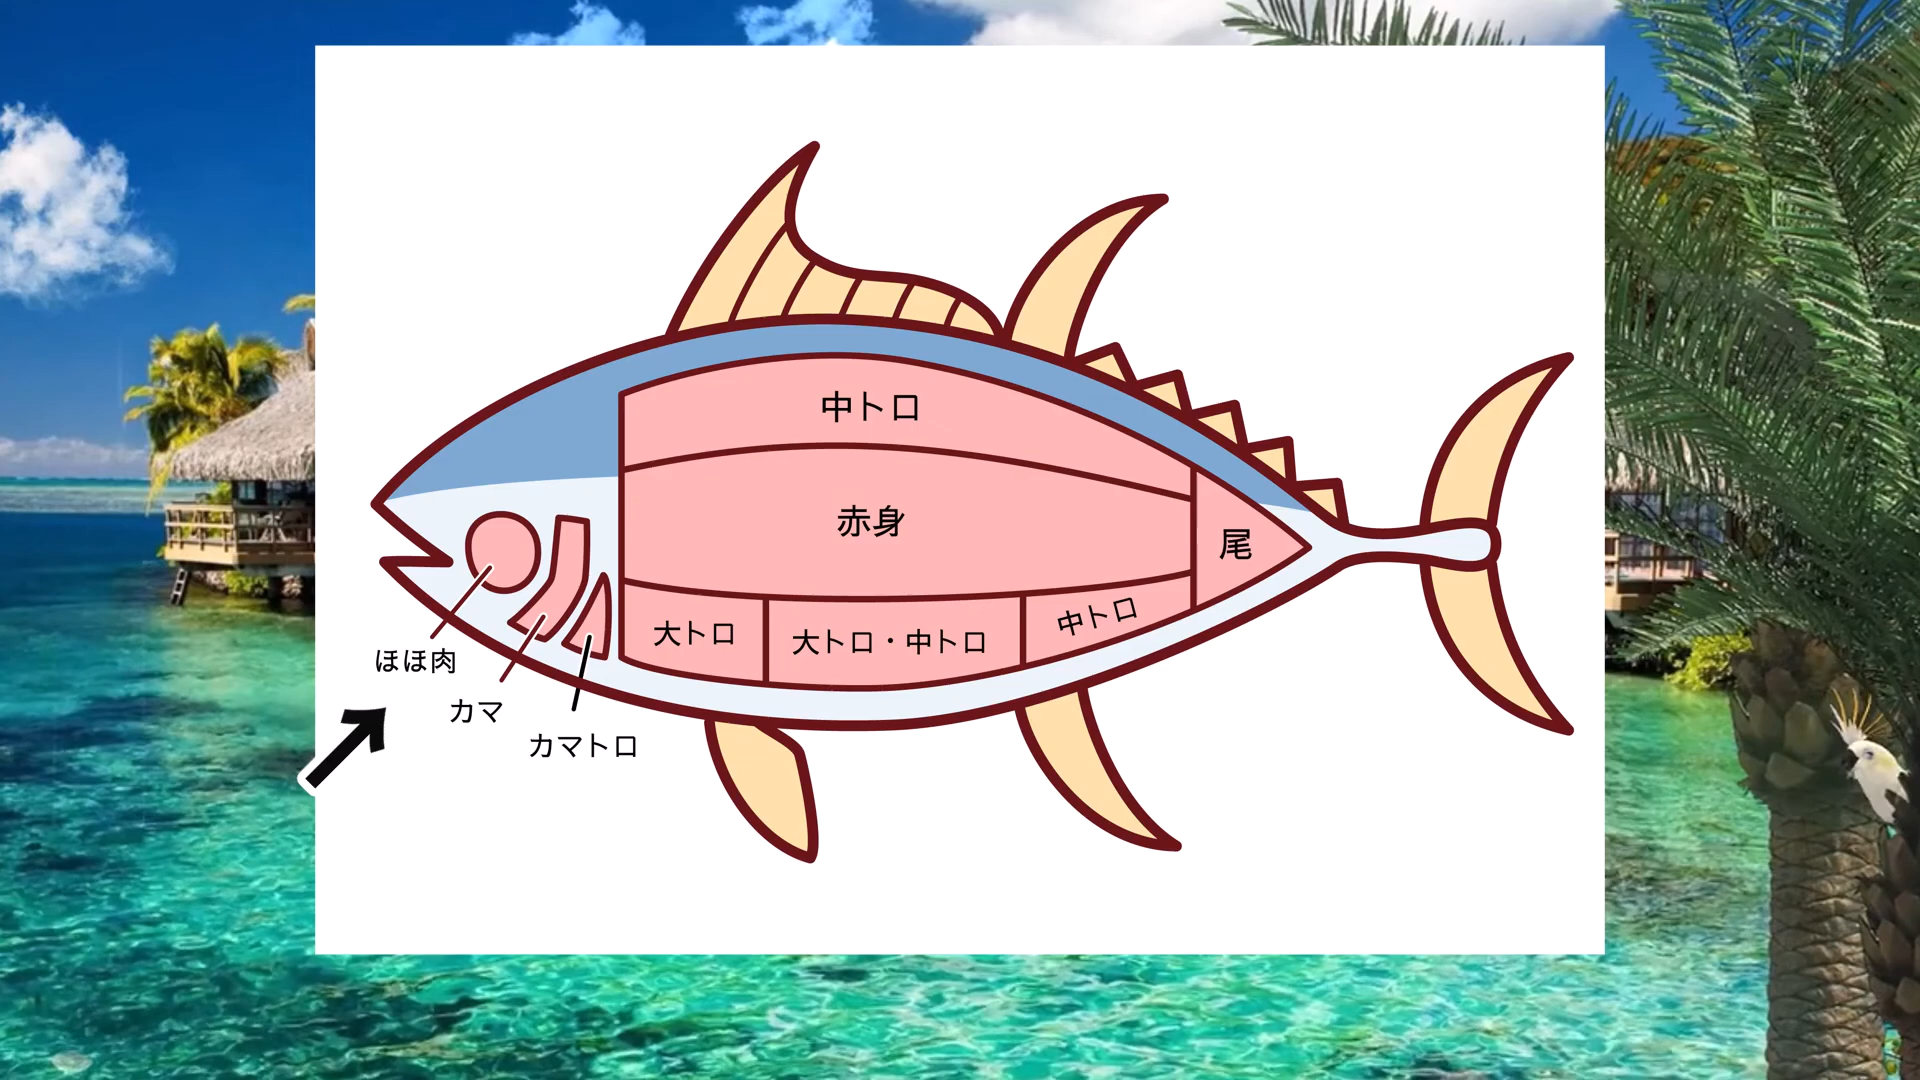 中トロ
赤身
尾
大トロ
大トロ・中トロ
中トロ
ほほ肉
カマ
カマトロ